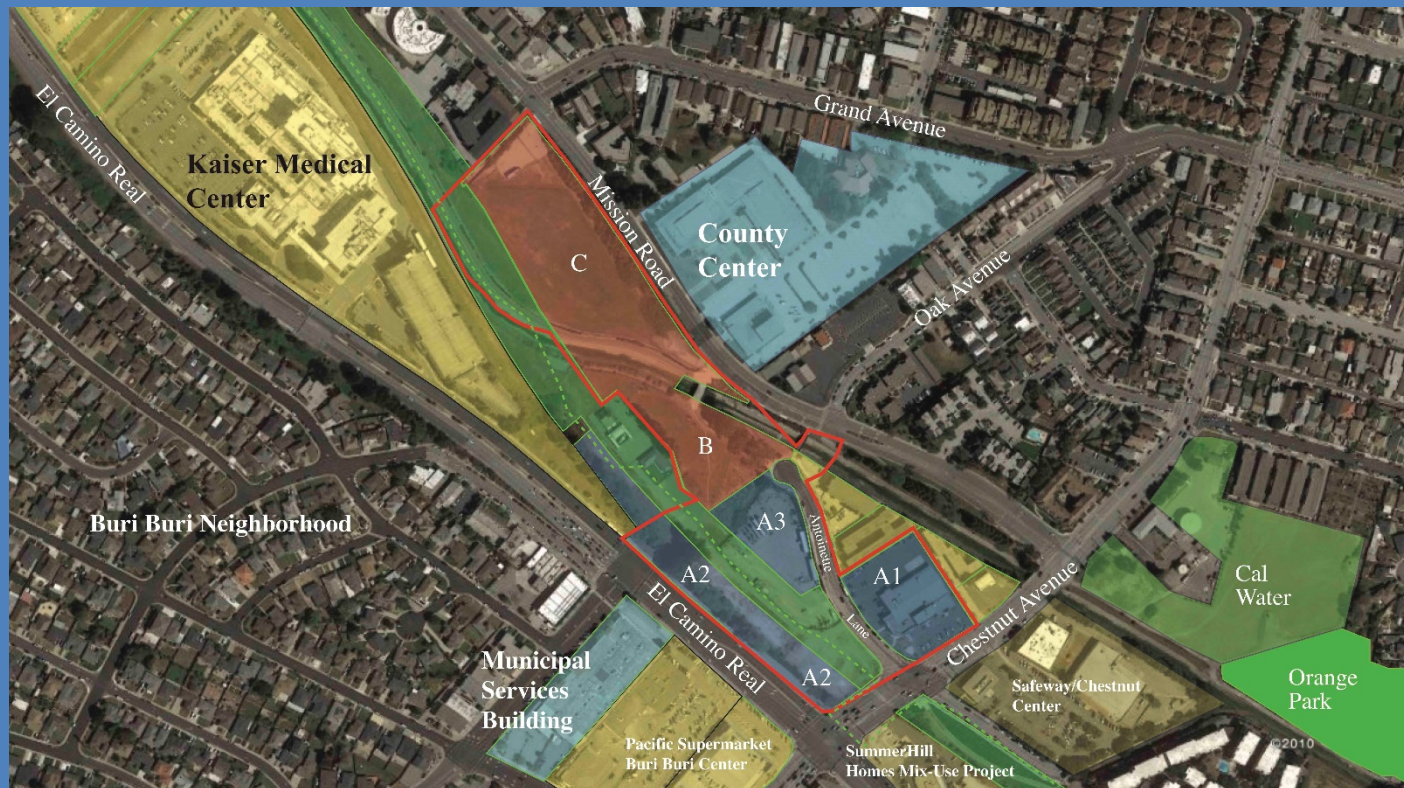 Grand Avenue
El Camino Real
Kaiser Medical
Center
Mission Road
County
Center
C
Oak Avenue
B
Buri Buri Neighborhood
A3
Antoinette
Lane
A2
A1
Cal
Water
El Camino Real
Chestnut Avenue
Municipal
Services
Building
A2
Safeway/Chestnut
Center
Orange
Park
Pacific Supermarket
Buri Buri Center
SummerHill
Homes Mix-Use Project
©2010